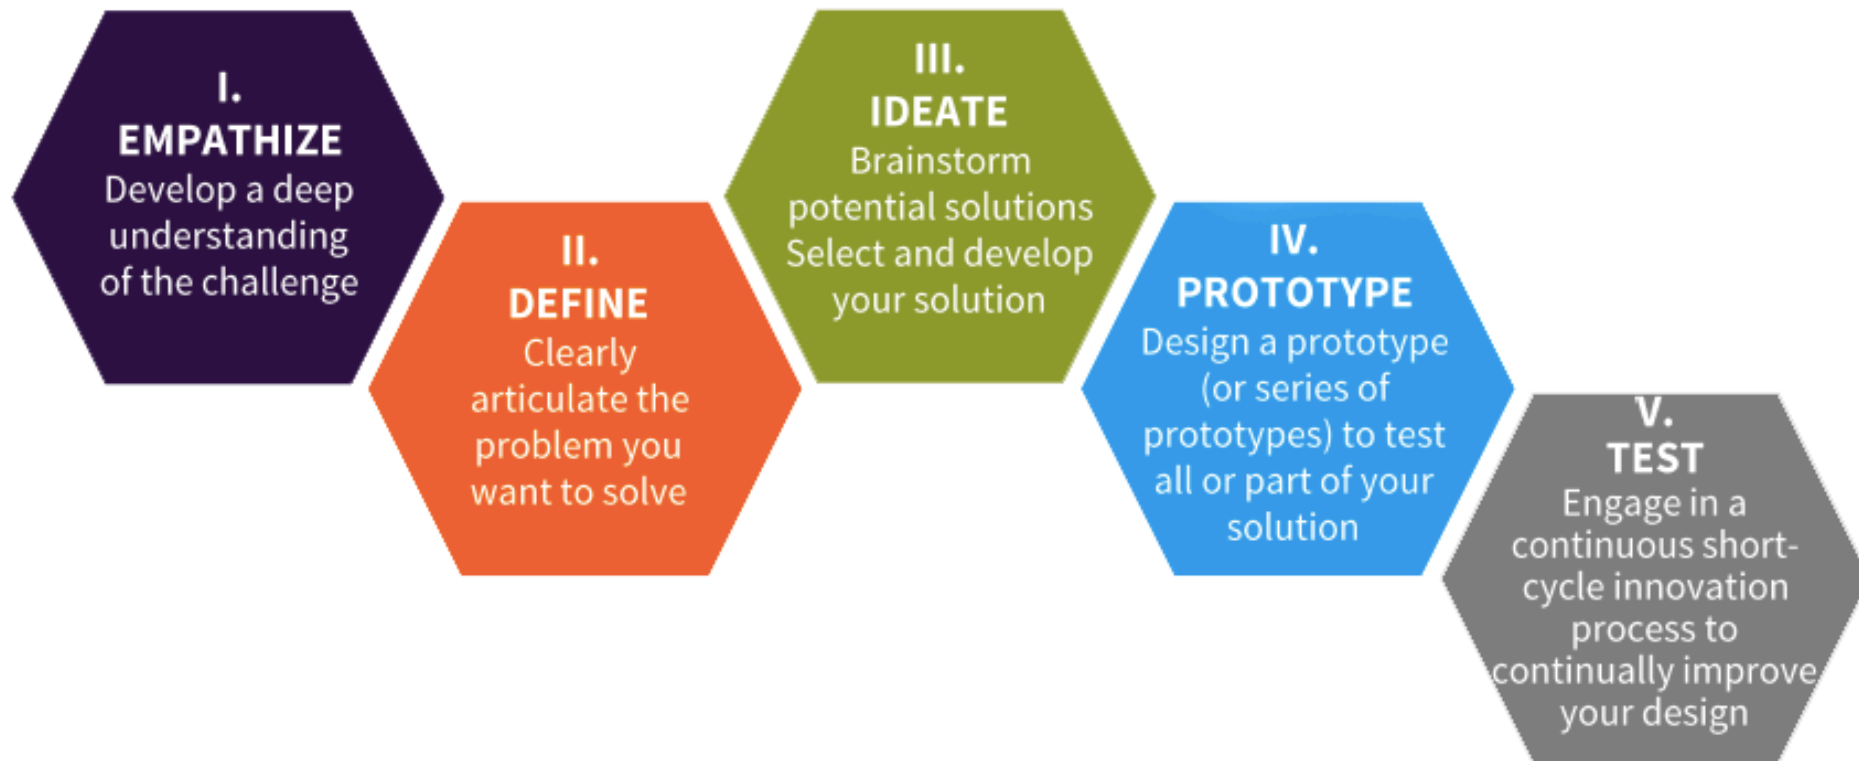 I.
EMPATHIZE
Develop a deep
understanding
of the challenge
II.
DEFINE
Clearly
articulate the
problem you
want to solve
III.
IDEATE
Brainstorm
potential solutions
Select and develop
your solution
IV.
PROTOTYPE
Design a prototype
(or series of
prototypes) to test
all or part of your
solution
V.
TEST
Engage in a
continuous short-
cycle innovation
process to
continually improve
your design